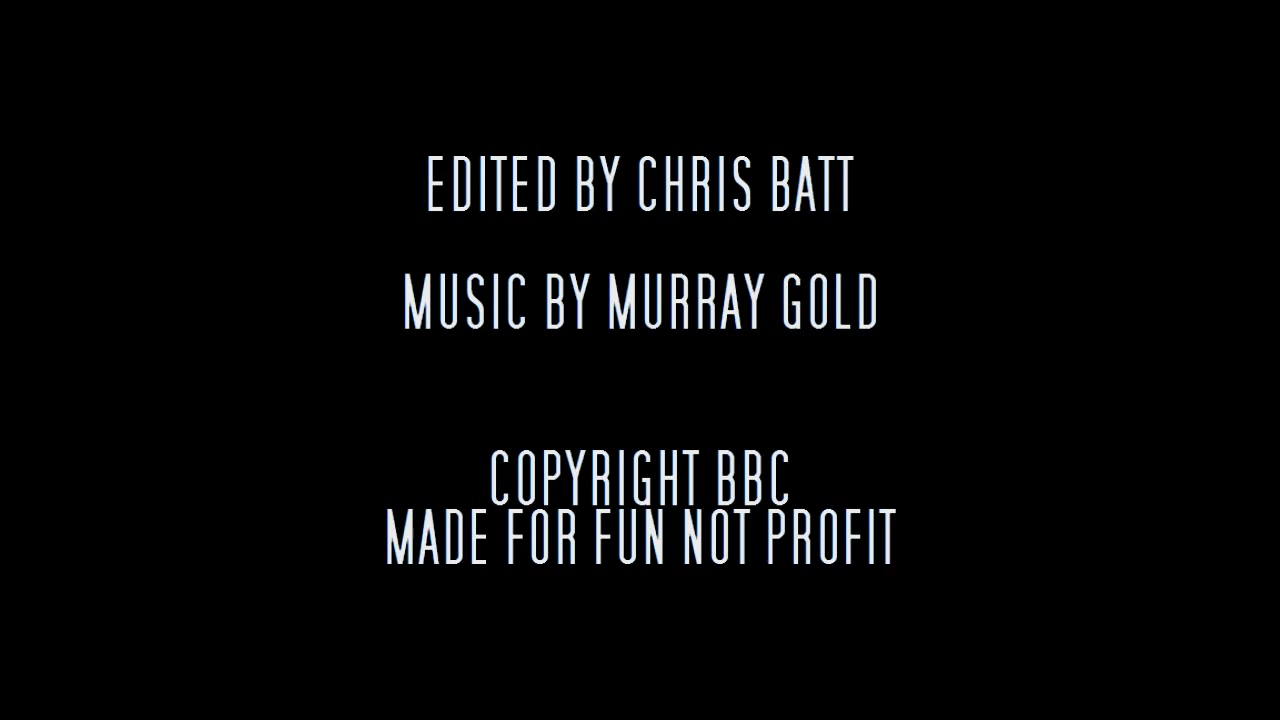 EDITED BY CHRIS BATT
MUSIC BY MURRAY GOLD
COPYRIGHT BBC
MADE FOR FUN NOT PROFIT